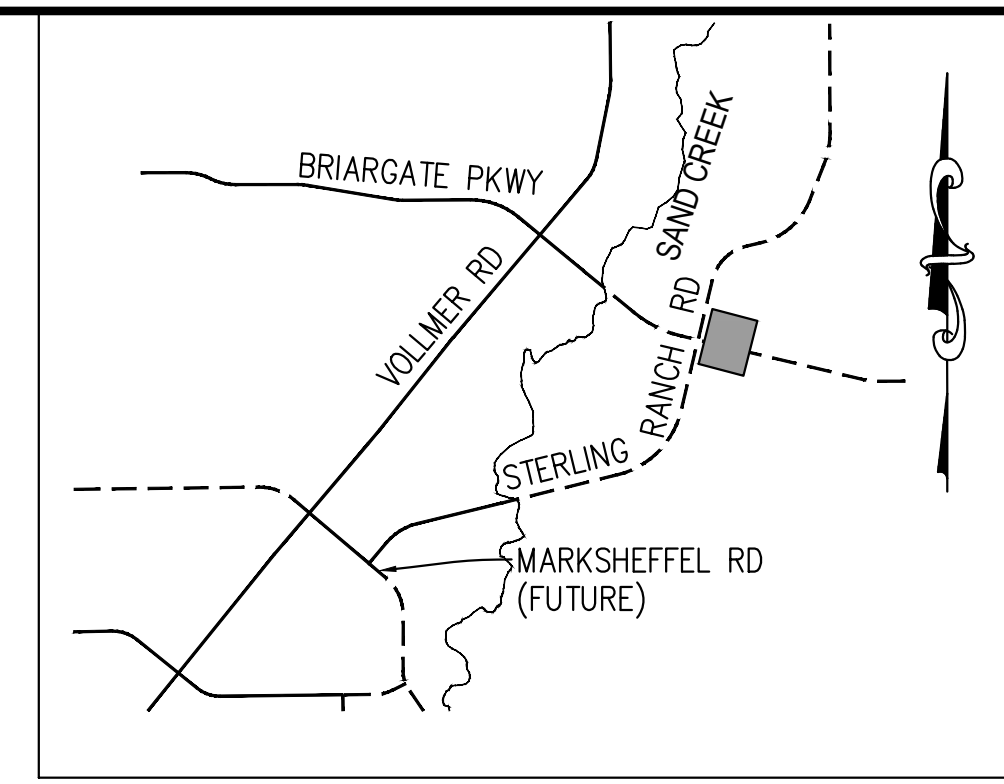 BRIARGATE PKWY
SAND CREEK
VOLLMER RD
STERLING RANCH RD
MARKSHEFFEL RD
(FUTURE)